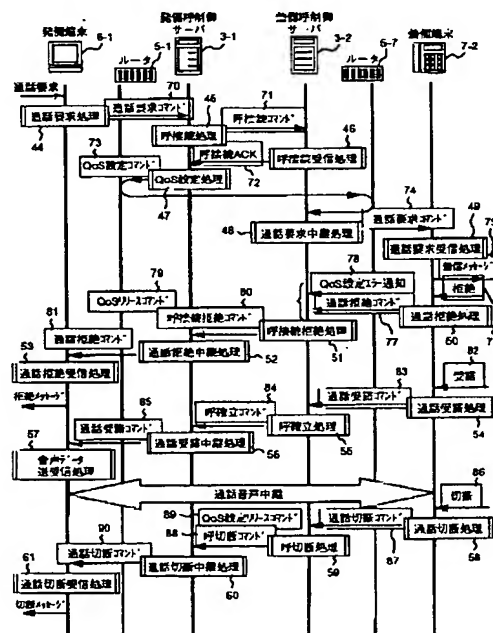 発側端末
6-1
ルータ
5-1
発側呼制御
サーバ
3-1
着側呼制御
サーバ
3-2
ルータ
5-7
着側端末
7-2
通話要求
通話要求処理
44
通話要求コマンド
70
呼接続処理
45
呼接続コマンド
71
呼接続受信処理
46
呼接続ACK
72
QoS設定コマンド
73
QoS設定処理
47
通話要求中継処理
48
通話要求コマンド
74
通話要求受信処理
49
着信メッセージ
拒絶
通話拒絶処理
50
QoS設定エラー通知
78
通話拒絶コマンド
77
呼接続拒絶処理
51
呼接続拒絶コマンド
80
QoSリリースコマンド
79
通話拒絶中継処理
52
通話拒絶コマンド
81
通話拒絶受信処理
53
拒絶メッセージ
受諾
82
通話受諾処理
54
通話受諾コマンド
83
呼確立処理
55
呼確立コマンド
84
通話受諾中継処理
56
通話受諾コマンド
85
音声データ
送受信処理
57
通話音声中継
切断
86
通話切断処理
58
通話切断コマンド
87
呼切断処理
59
QoS設定リリースコマンド
89
呼切断コマンド
88
通話切断中継処理
60
通話切断コマンド
90
通話切断受信処理
61
切断メッセージ